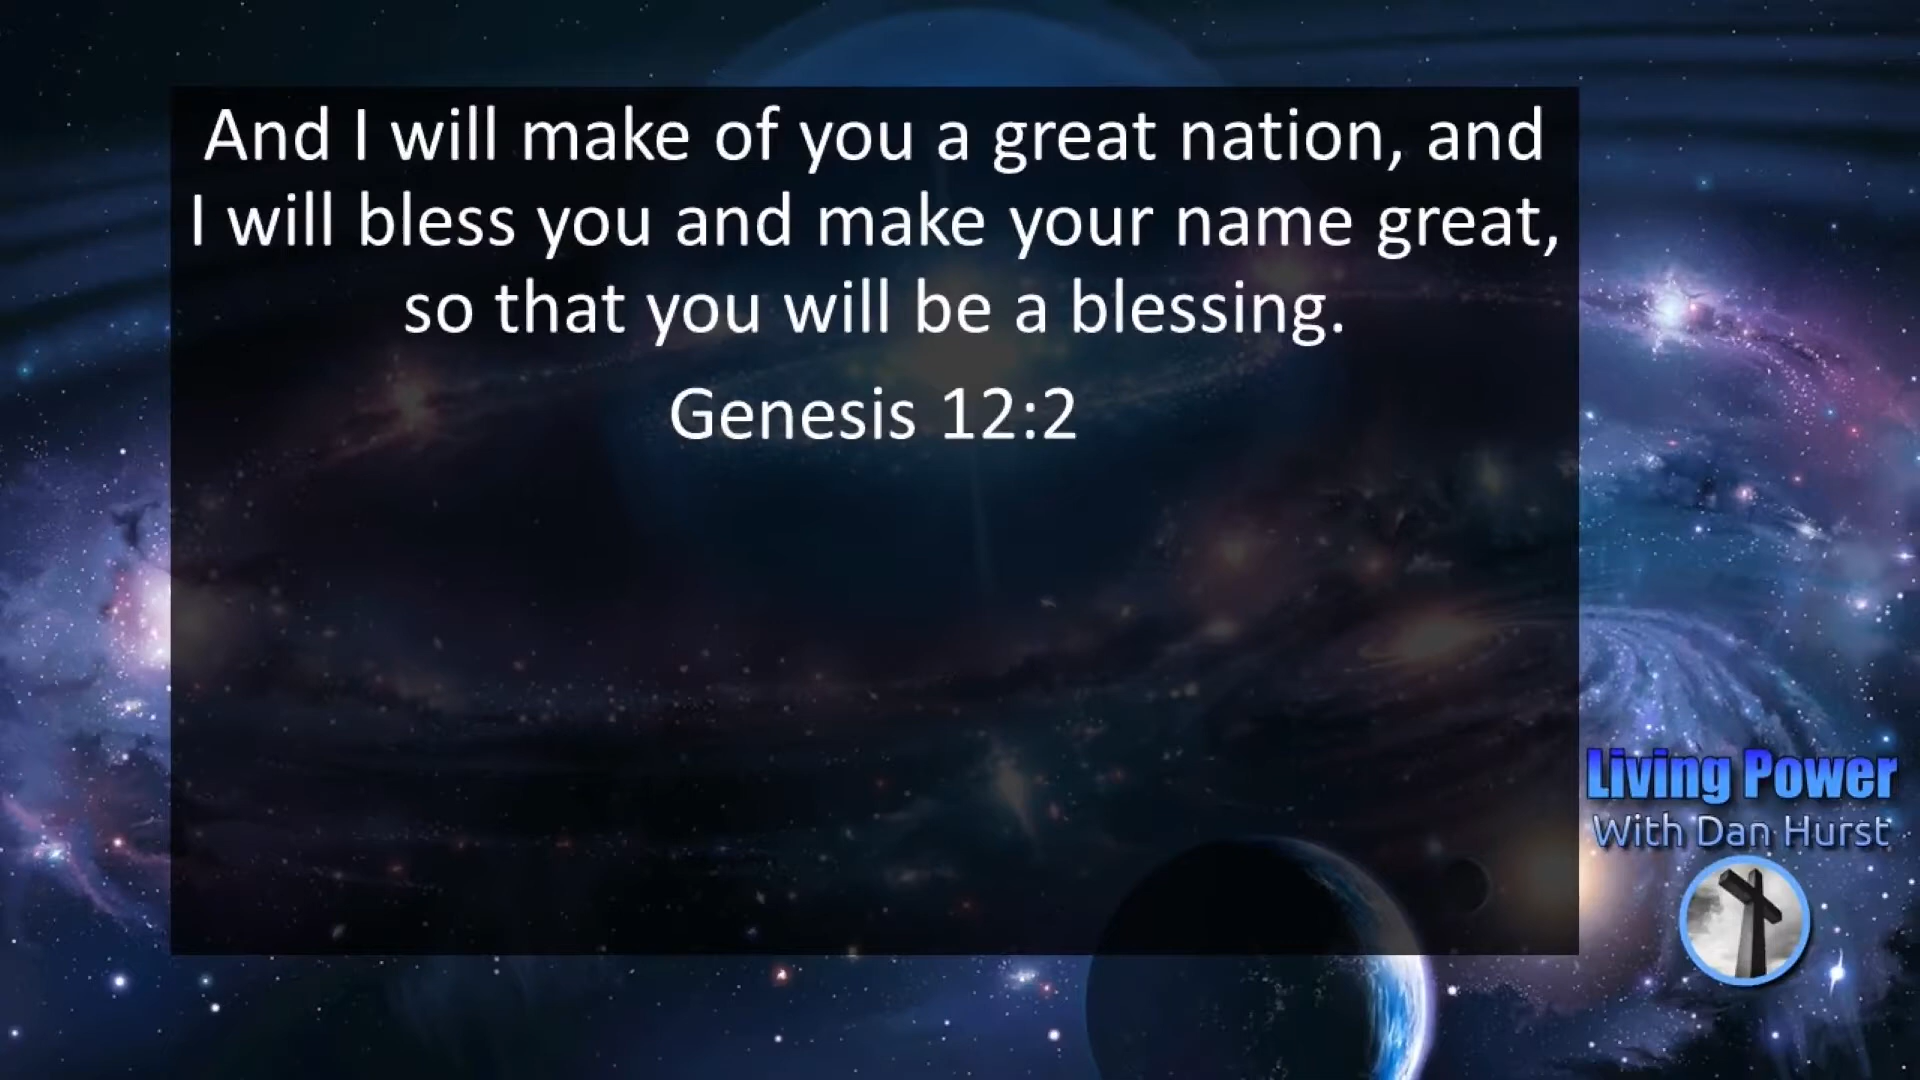 And I will make of you a great nation, and
I will bless you and make your name great,
so that you will be a blessing.
Genesis 12:2
Living Power
With Dan Hurst